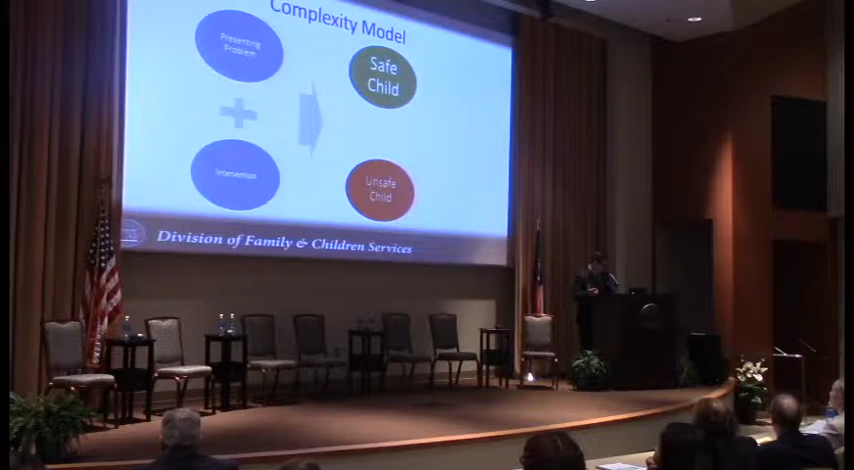 Complexity Model
Presenting
Problem
Safe
Child
Intervention
Unsafe
Child
Division of Family & Children Services